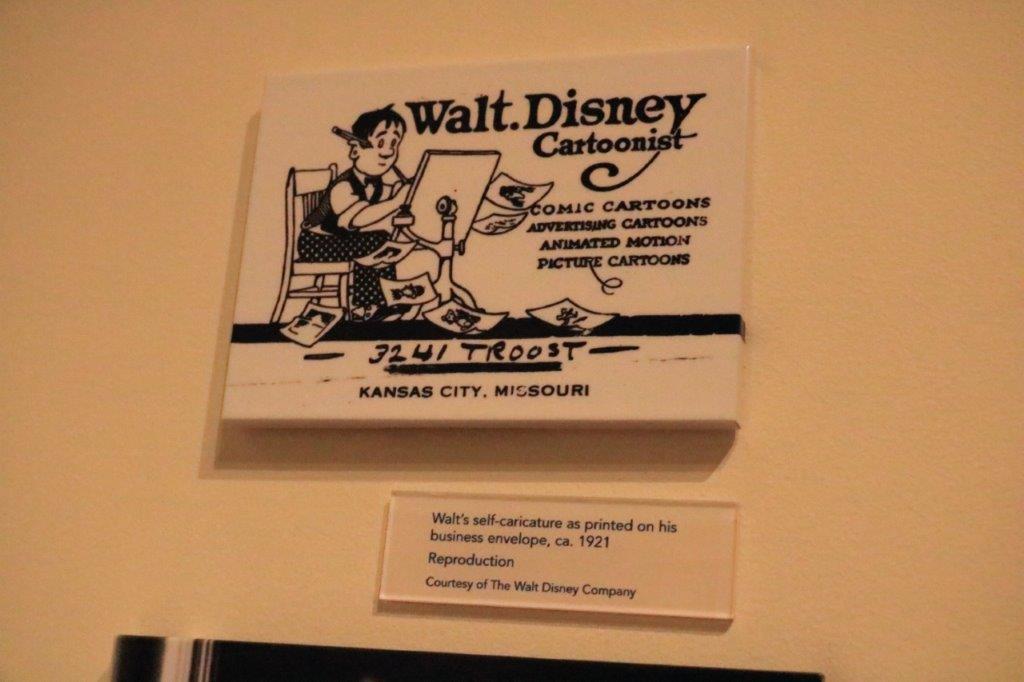 Walt.Disney
Cartoonist
COMIC CARTOONS
ADVERTISING CARTOONS
ANIMATED MOTION
PICTURE CARTOONS
— 3241 TROOST —
KANSAS CITY, MISSOURI
Walt's self-caricature as printed on his
business envelope, ca. 1921
Reproduction
Courtesy of The Walt Disney Company